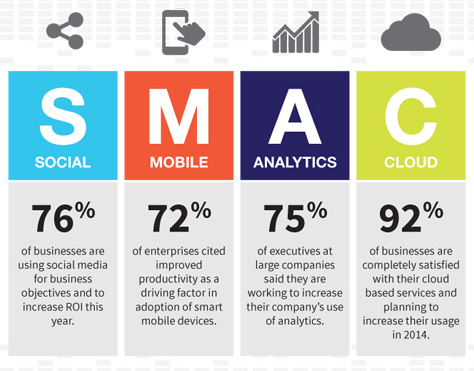 S
SOCIAL
76%
of businesses are
using social media
for business
objectives and to
increase ROI this
year.
M
MOBILE
72%
of enterprises cited
improved
productivity as a
driving factor in
adoption of smart
mobile devices.
A
ANALYTICS
75%
of executives at
large companies
said they are
working to increase
their company's use
of analytics.
C
CLOUD
92%
of businesses are
completely satisfied
with their cloud
based services and
planning to
increase their usage
in 2014.